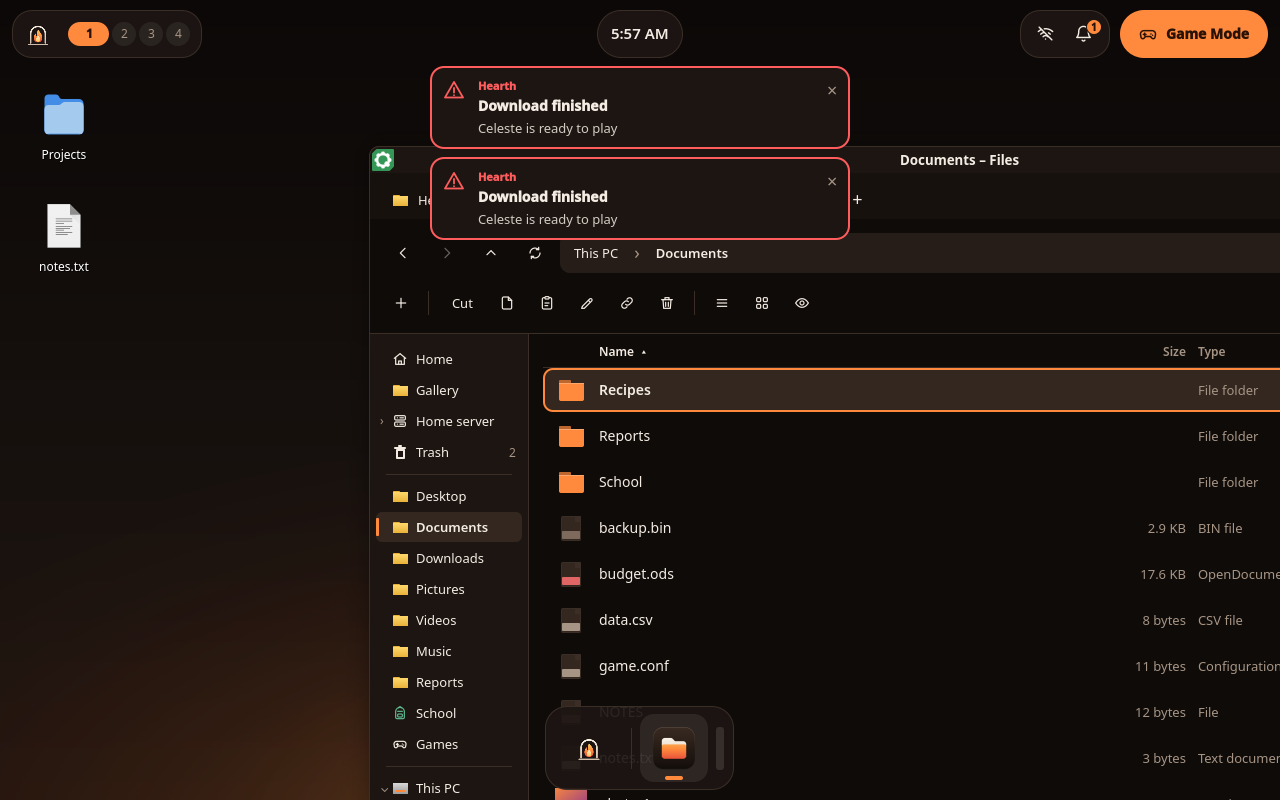 1 2 3 4
5:57 AM
1
Game Mode
Projects
notes.txt
Hearth
Download finished
Celeste is ready to play
Hearth
Download finished
Celeste is ready to play
Documents – Files
He
+
This PC › Documents
Cut
Home
Gallery
Home server
Trash 2
Desktop
Documents
Downloads
Pictures
Videos
Music
Reports
School
Games
This PC
Name Size Type
Recipes File folder
Reports File folder
School File folder
backup.bin 2.9 KB BIN file
budget.ods 17.6 KB OpenDocume
data.csv 8 bytes CSV file
game.conf 11 bytes Configuration
NOTES 12 bytes File
notes.tx 3 bytes Text documen